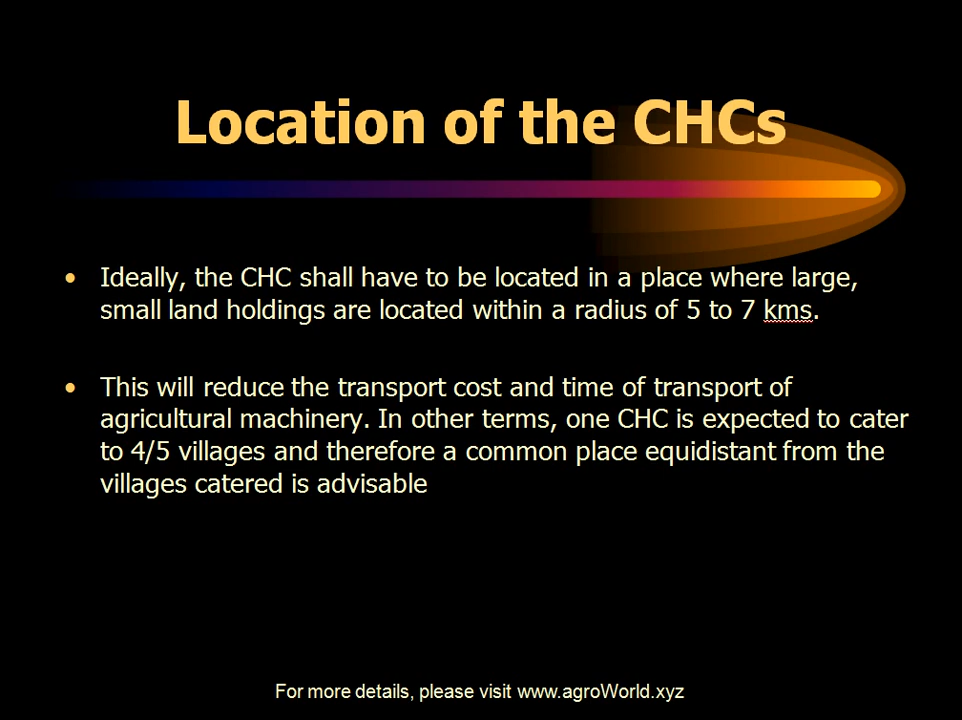 Location of the CHCs
• Ideally, the CHC shall have to be located in a place where large,
small land holdings are located within a radius of 5 to 7 kms.
• This will reduce the transport cost and time of transport of
agricultural machinery. In other terms, one CHC is expected to cater
to 4/5 villages and therefore a common place equidistant from the
villages catered is advisable
For more details, please visit www.agroWorld.xyz